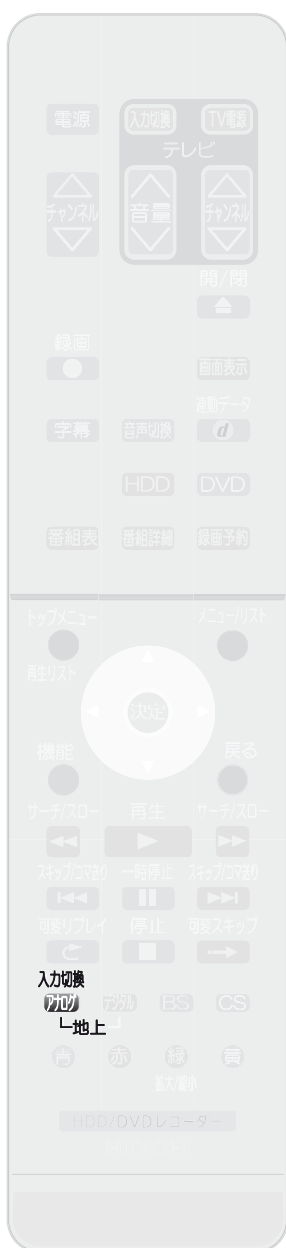 電源 入力切換 TV電源
テレビ
チャンネル 音量 チャンネル
開/閉
録画
画面表示
連動データ
字幕 音声切換 d
HDD DVD
番組表 番組詳細 録画予約
トップメニュー メニュー/リスト
再生リスト
決定
機能 戻る
サーチ/スロー 再生 サーチ/スロー
スキップ/コマ送り 一時停止 スキップ/コマ送り
可変リプレイ 停止 可変スキップ
入力切換
アナログ デジタル BS CS
地上
青 赤 緑 黄
拡大/縮小
HDD/DVDレコーダー